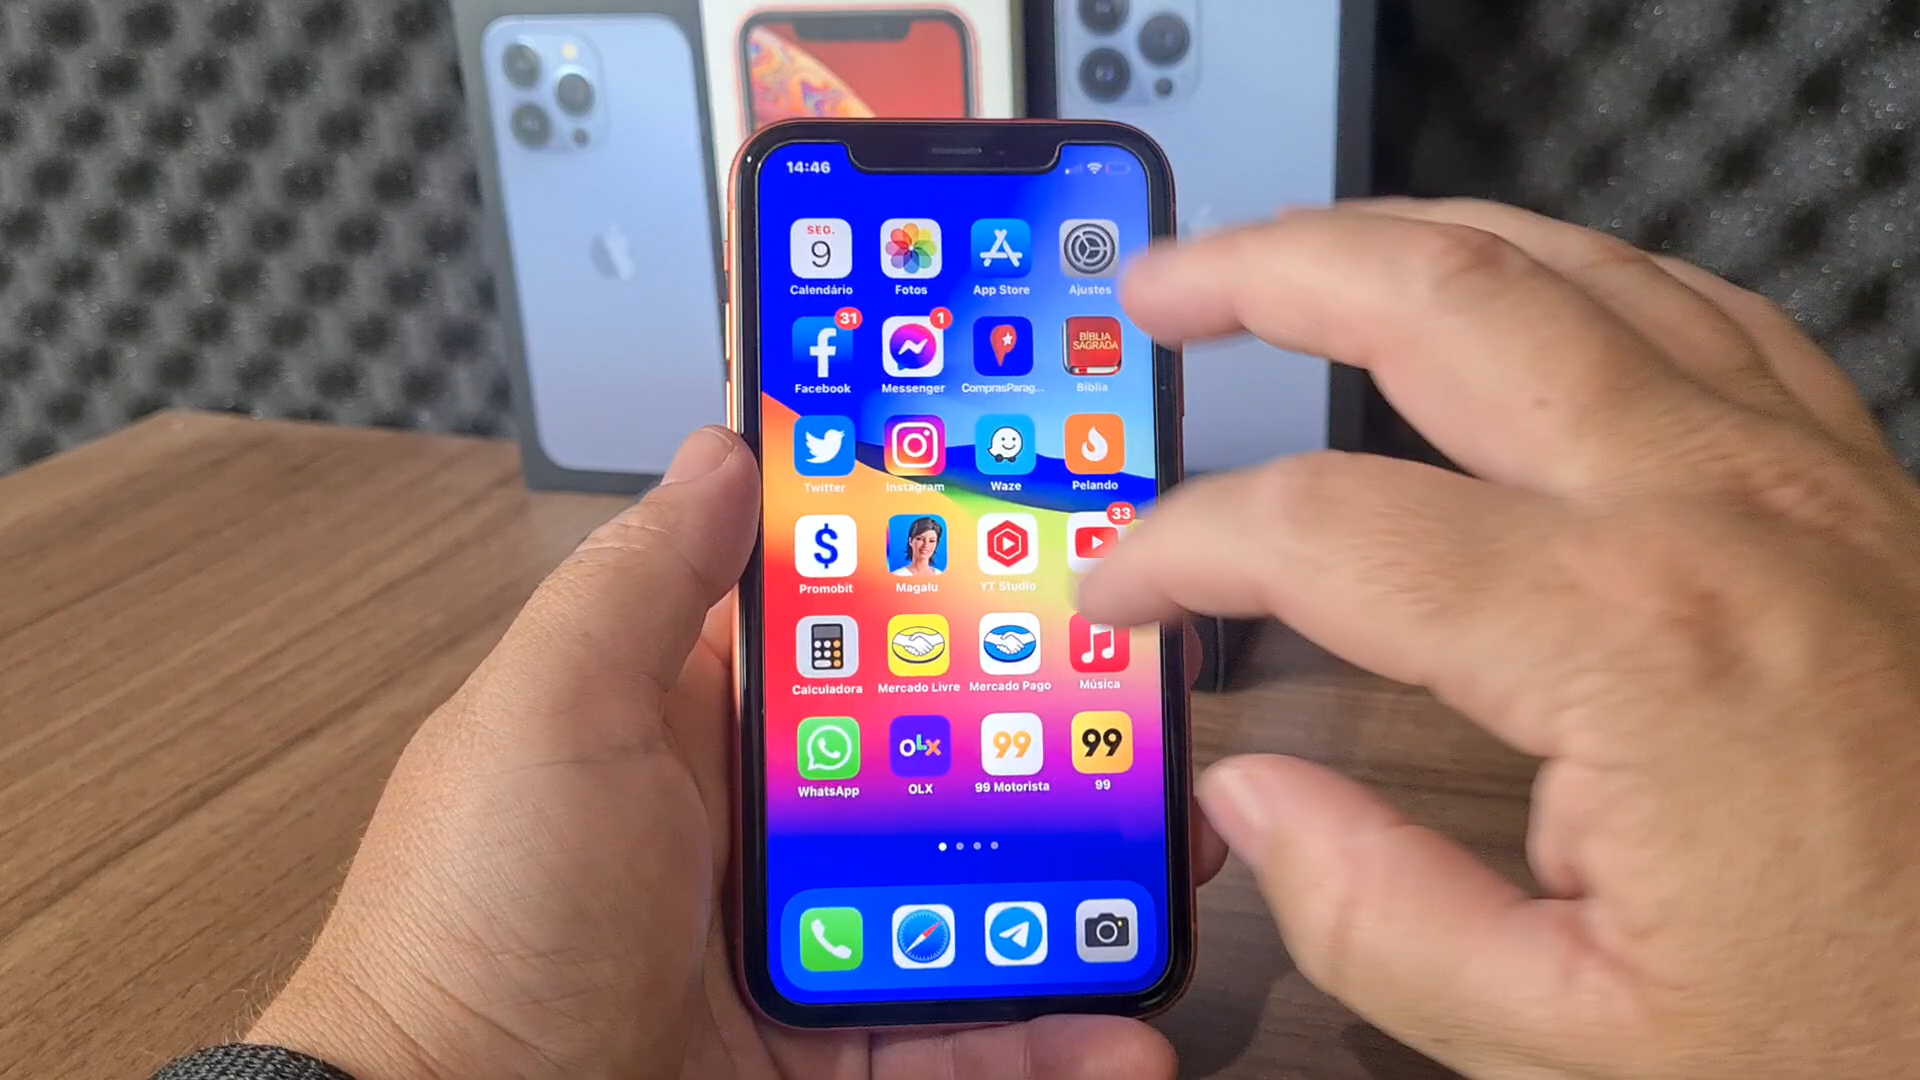 14:46
SEG.
9
Calendário
Fotos
App Store
Ajustes
31
1
Facebook
Messenger
ComprasParag...
BÍBLIA
SAGRADA
Bíblia
Twitter
Instagram
Waze
Pelando
33
$
Promobit
Magalu
YT Studio
Calculadora
Mercado Livre
Mercado Pago
Música
OLX
99
99
WhatsApp
OLX
99 Motorista
99